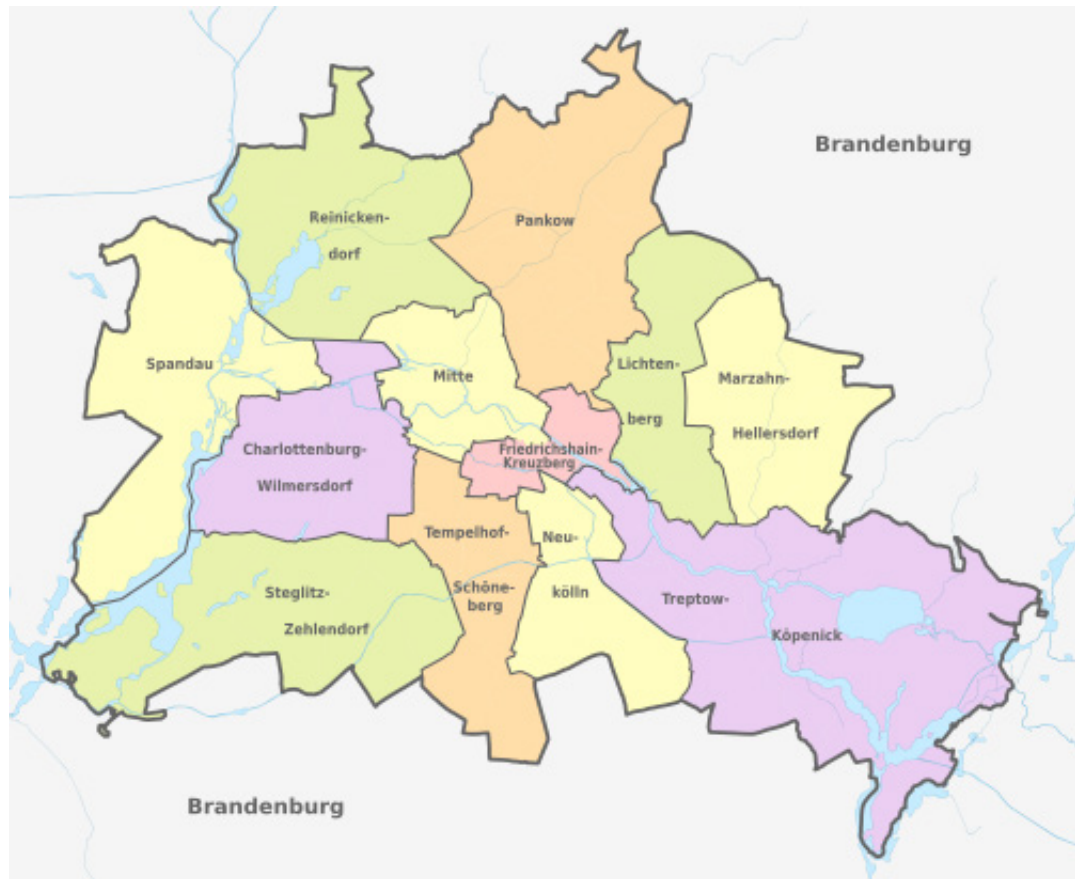 Brandenburg
Reinicken-
dorf
Pankow
Spandau
Mitte
Lichten-
berg
Marzahn-
Hellersdorf
Charlottenburg-
Wilmersdorf
Friedrichshain-
Kreuzberg
Tempelhof-
Schöne-
berg
Neu-
kölln
Steglitz-
Zehlendorf
Treptow-
Köpenick
Brandenburg